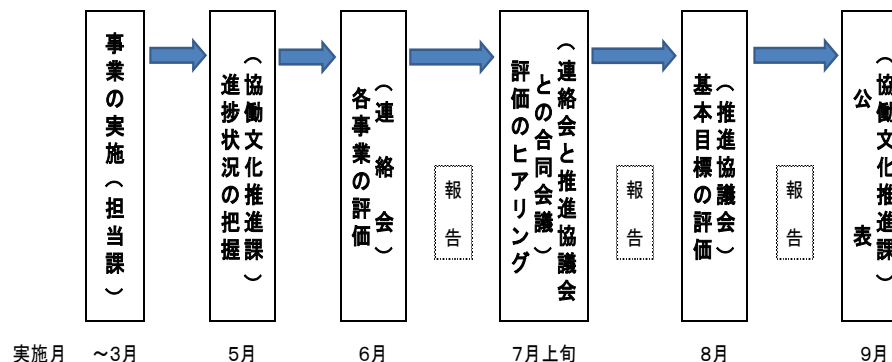 事業の実施（担当課）
進捗状況の把握
（協働文化推進課）
各事業の評価
（連絡会）
報告
評価のヒアリング
（連絡会と推進協議会
との合同会議）
報告
基本目標の評価
（推進協議会）
報告
公表
（協働文化推進課）
実施月 ～3月 5月 6月 7月上旬 8月 9月